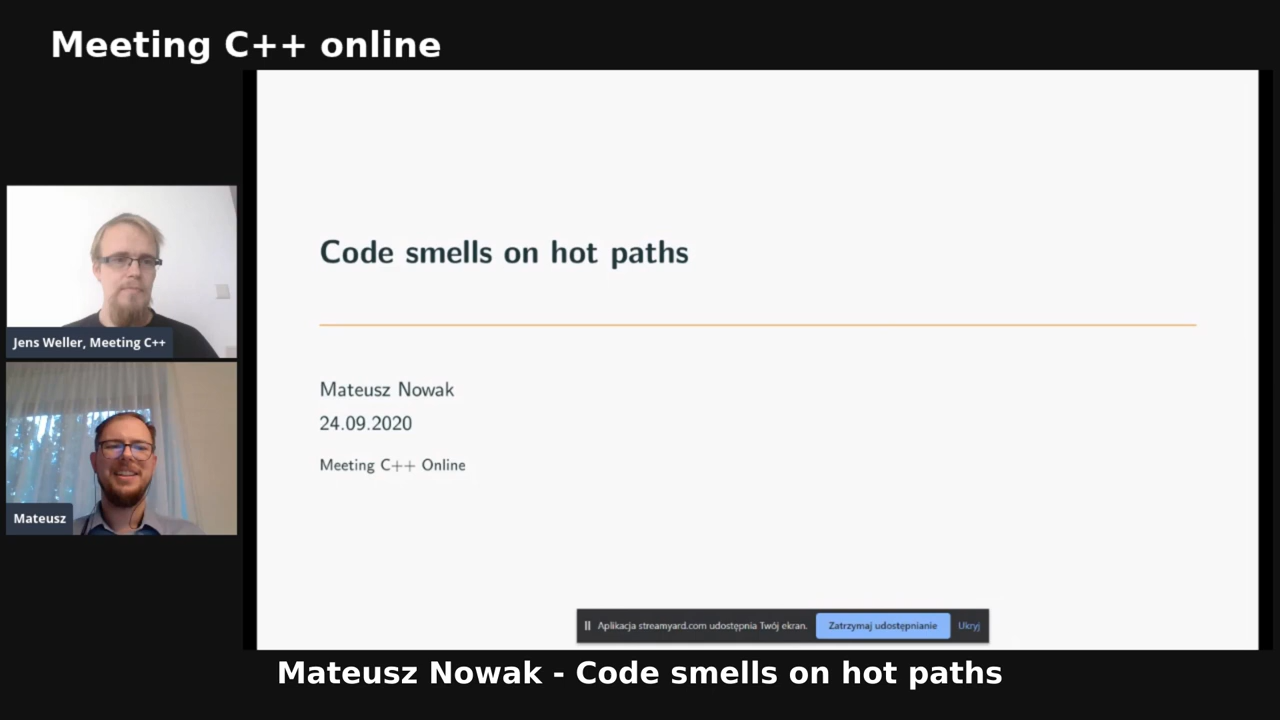 Meeting C++ online
Code smells on hot paths
Mateusz Nowak
24.09.2020
Meeting C++ Online
Jens Weller, Meeting C++
Mateusz
Aplikacja streamyard.com udostępnia Twój ekran. Zatrzymaj udostępnianie Ukryj
Mateusz Nowak - Code smells on hot paths